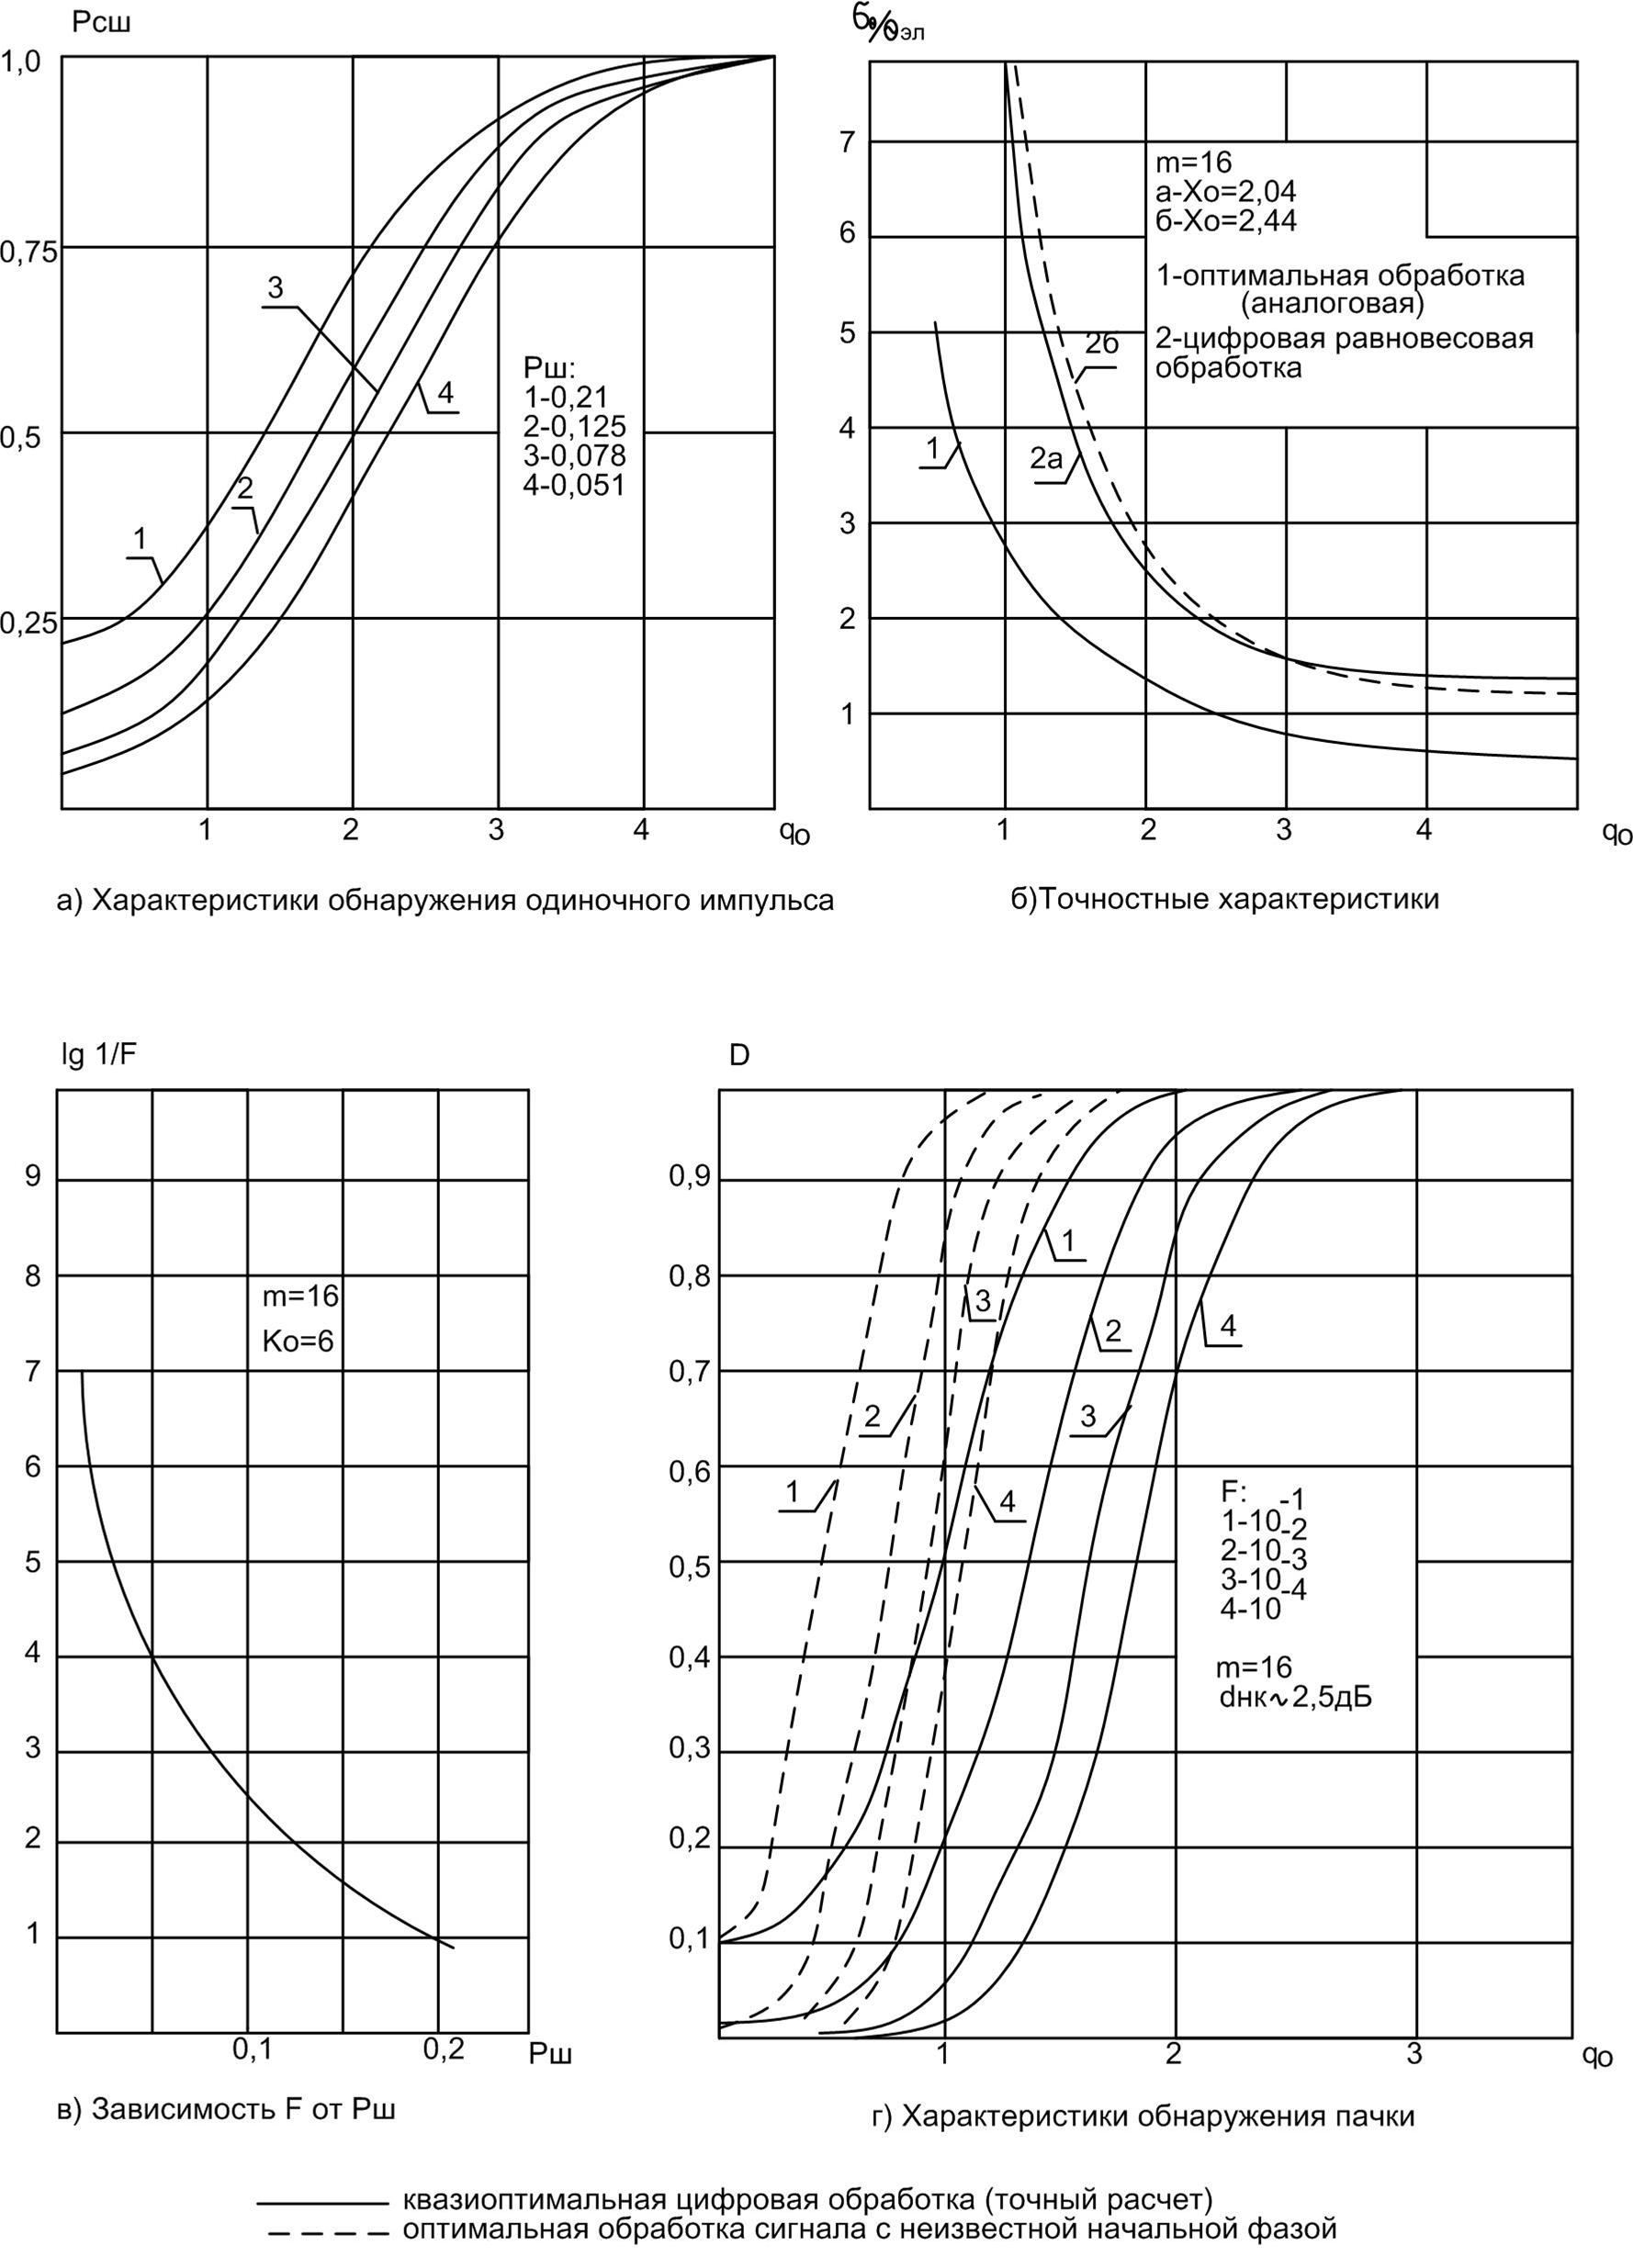 Рсш
1,0
0,75
0,5
0,25
1
2
3
4
Рш:
1-0,21
2-0,125
3-0,078
4-0,051
1 2 3 4 qо
а) Характеристики обнаружения одиночного импульса
7
6
5
4
3
2
1
m=16
а-Хо=2,04
б-Хо=2,44
1-оптимальная обработка
(аналоговая)
2-цифровая равновесовая
обработка
1
2а
2б
1 2 3 4 qо
б)Точностные характеристики
lg 1/F
9
8
7
6
5
4
3
2
1
m=16
Ко=6
0,1 0,2 Рш
в) Зависимость F от Рш
D
0,9
0,8
0,7
0,6
0,5
0,4
0,3
0,2
0,1
1
2
3
4
1
2
3
4
F:
1-10-1
2-10-2
3-10-3
4-10-4
m=16
dнк~2,5дБ
1 2 3 qо
г) Характеристики обнаружения пачки
квазиоптимальная цифровая обработка (точный расчет)
оптимальная обработка сигнала с неизвестной начальной фазой